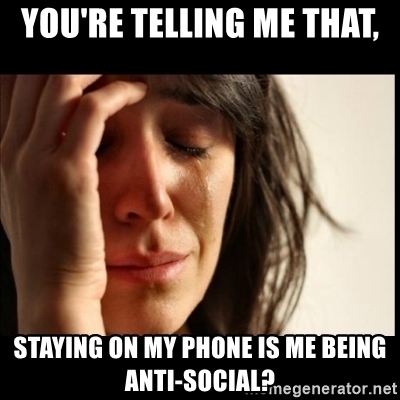 YOU'RE TELLING ME THAT,
STAYING ON MY PHONE IS ME BEING
ANTI-SOCIAL?
memegenerator.net